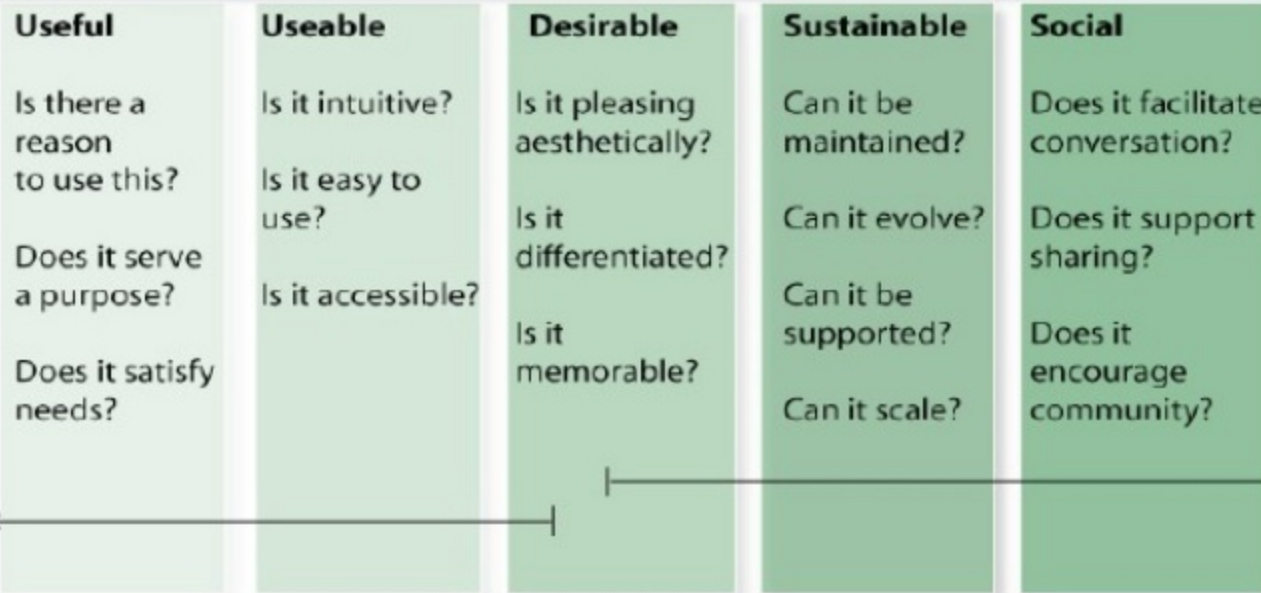 Useful
Is there a
reason
to use this?
Does it serve
a purpose?
Does it satisfy
needs?
Useable
Is it intuitive?
Is it easy to
use?
Is it accessible?
Desirable
Is it pleasing
aesthetically?
Is it
differentiated?
Is it
memorable?
Sustainable
Can it be
maintained?
Can it evolve?
Can it be
supported?
Can it scale?
Social
Does it facilitate
conversation?
Does it support
sharing?
Does it
encourage
community?